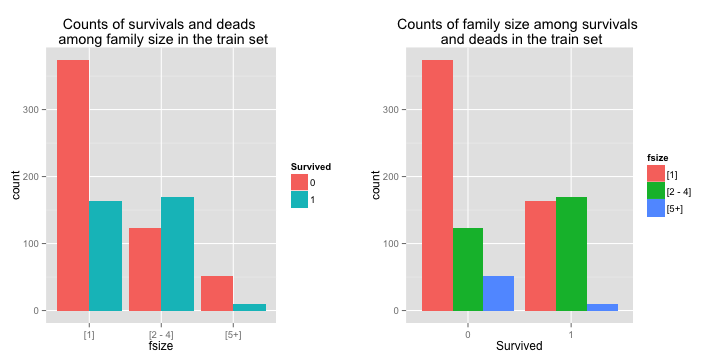 Counts of survivals and deads
among family size in the train set
count
300
200
100
0
[1]
[2 - 4]
[5+]
fsize
Survived
0
1
Counts of family size among survivals
and deads in the train set
count
300
200
100
0
0
1
Survived
fsize
[1]
[2 - 4]
[5+]